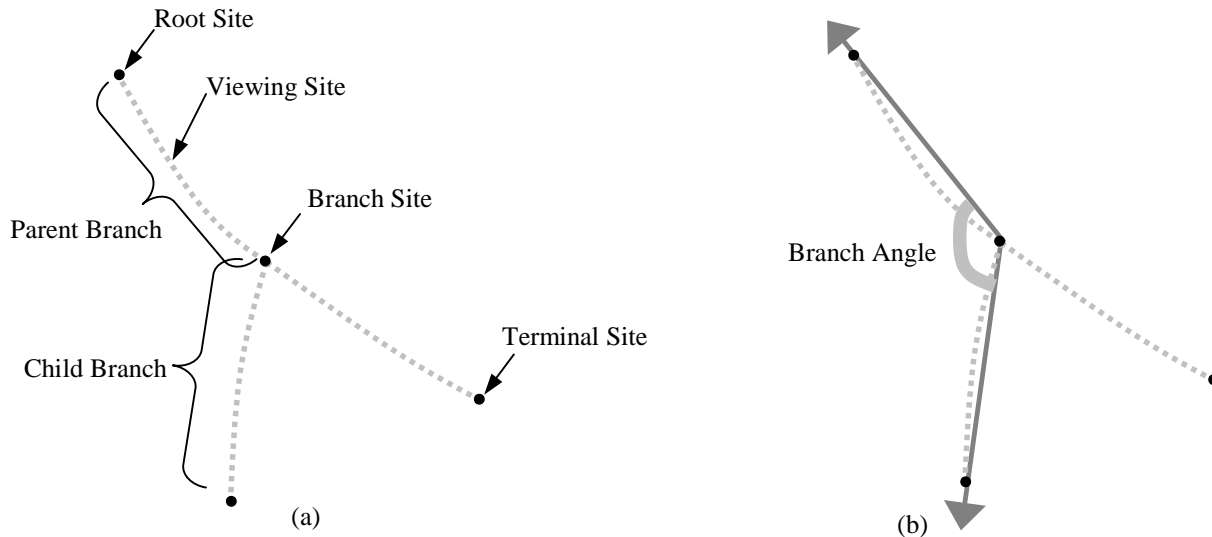 Root Site
Viewing Site
Branch Site
Parent Branch
Child Branch
Terminal Site
(a)
Branch Angle
(b)